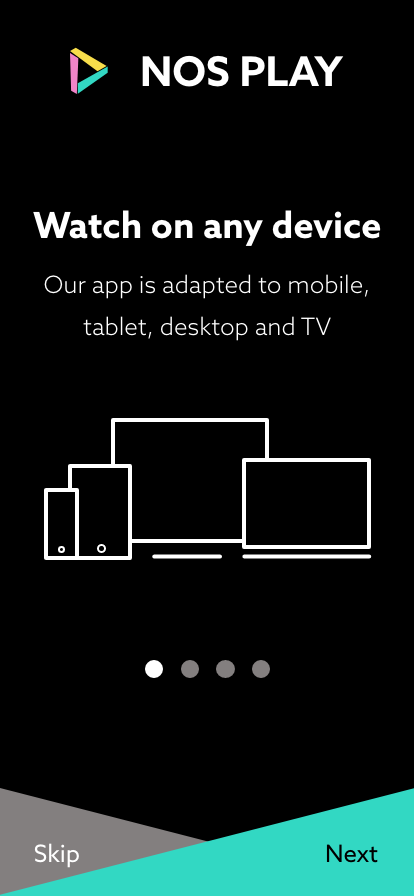 NOS PLAY
Watch on any device
Our app is adapted to mobile,
tablet, desktop and TV
Skip
Next